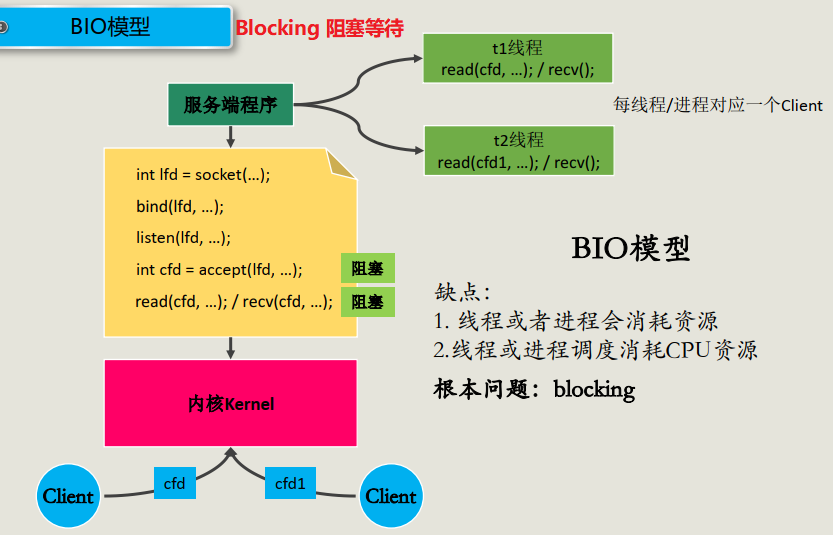 BIO模型
Blocking 阻塞等待
t1线程
read(cfd, ...); / recv();
服务端程序
每线程/进程对应一个Client
t2线程
read(cfd1, ...); / recv();
int lfd = socket(...);
bind(lfd, ...);
listen(lfd, ...);
int cfd = accept(lfd, ...);
阻塞
read(cfd, ...); / recv(cfd, ...);
阻塞
BIO模型
缺点：
1. 线程或者进程会消耗资源
2.线程或进程调度消耗CPU资源
根本问题：blocking
内核Kernel
cfd
cfd1
Client
Client